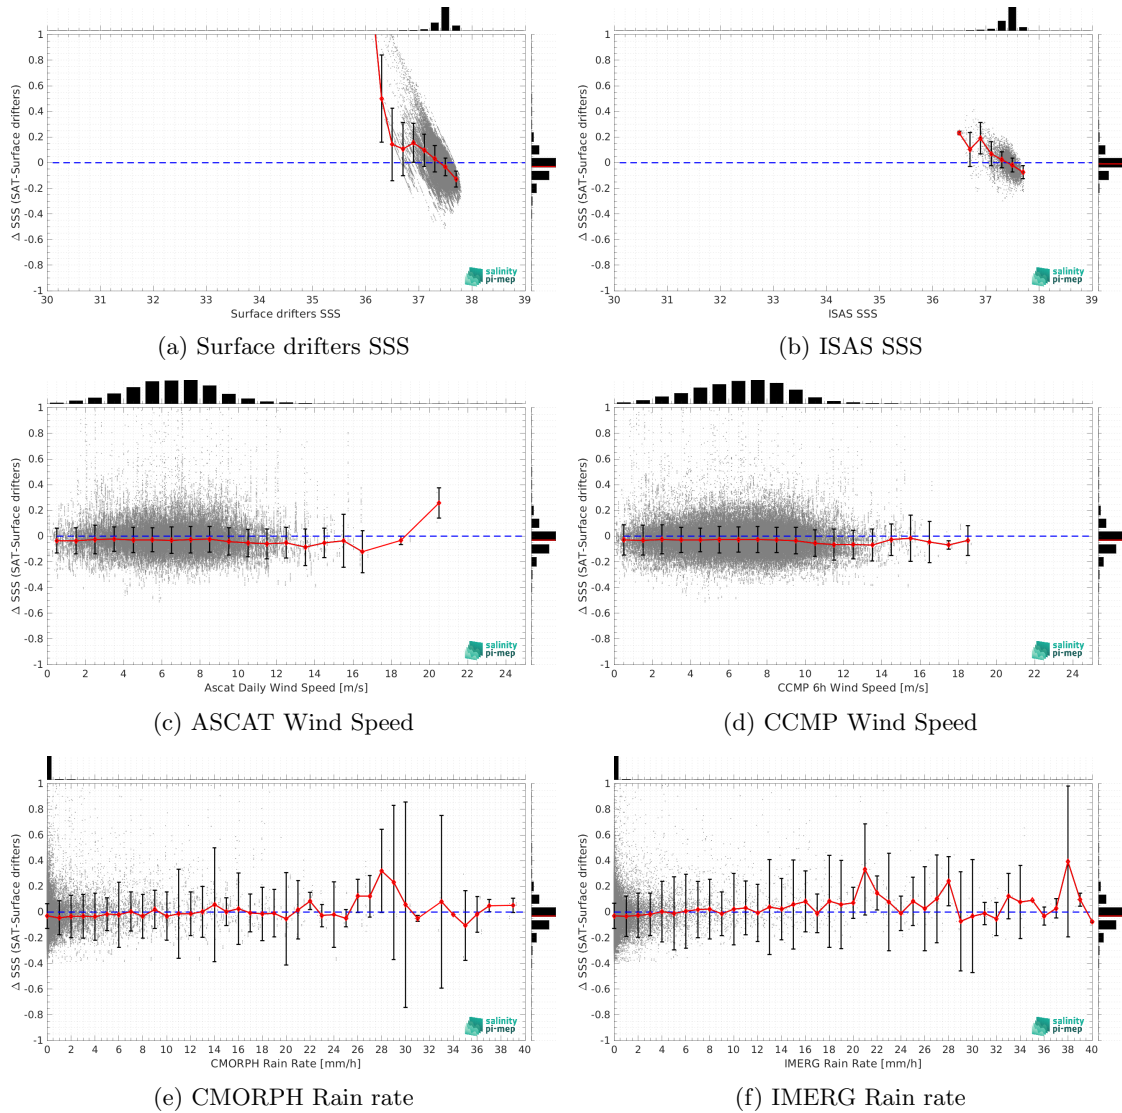 1
0.8
0.6
0.4
0.2
0
-0.2
-0.4
-0.6
-0.8
-1
Δ SSS (SAT-Surface drifters)
30 31 32 33 34 35 36 37 38 39
Surface drifters SSS
salinity
pi-mep
(a) Surface drifters SSS
1
0.8
0.6
0.4
0.2
0
-0.2
-0.4
-0.6
-0.8
-1
Δ SSS (SAT-Surface drifters)
30 31 32 33 34 35 36 37 38 39
ISAS SSS
salinity
pi-mep
(b) ISAS SSS
1
0.8
0.6
0.4
0.2
0
-0.2
-0.4
-0.6
-0.8
-1
Δ SSS (SAT-Surface drifters)
0 2 4 6 8 10 12 14 16 18 20 22 24
Ascat Daily Wind Speed [m/s]
salinity
pi-mep
(c) ASCAT Wind Speed
1
0.8
0.6
0.4
0.2
0
-0.2
-0.4
-0.6
-0.8
-1
Δ SSS (SAT-Surface drifters)
0 2 4 6 8 10 12 14 16 18 20 22 24
CCMP 6h Wind Speed [m/s]
salinity
pi-mep
(d) CCMP Wind Speed
1
0.8
0.6
0.4
0.2
0
-0.2
-0.4
-0.6
-0.8
-1
Δ SSS (SAT-Surface drifters)
0 2 4 6 8 10 12 14 16 18 20 22 24 26 28 30 32 34 36 38 40
CMORPH Rain Rate [mm/h]
salinity
pi-mep
(e) CMORPH Rain rate
1
0.8
0.6
0.4
0.2
0
-0.2
-0.4
-0.6
-0.8
-1
Δ SSS (SAT-Surface drifters)
0 2 4 6 8 10 12 14 16 18 20 22 24 26 28 30 32 34 36 38 40
IMERG Rain Rate [mm/h]
salinity
pi-mep
(f) IMERG Rain rate